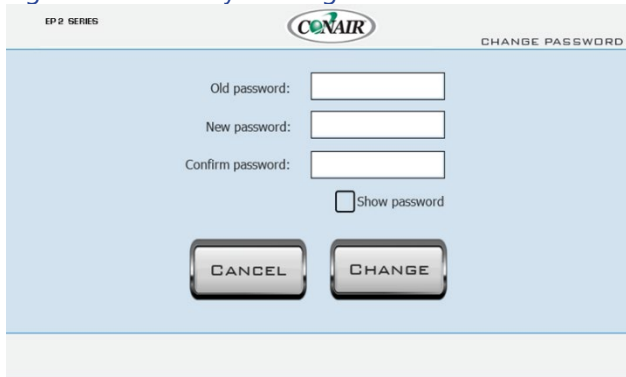 EP2 SERIES
CONAIR
CHANGE PASSWORD
Old password:
New password:
Confirm password:
Show password
CANCEL
CHANGE